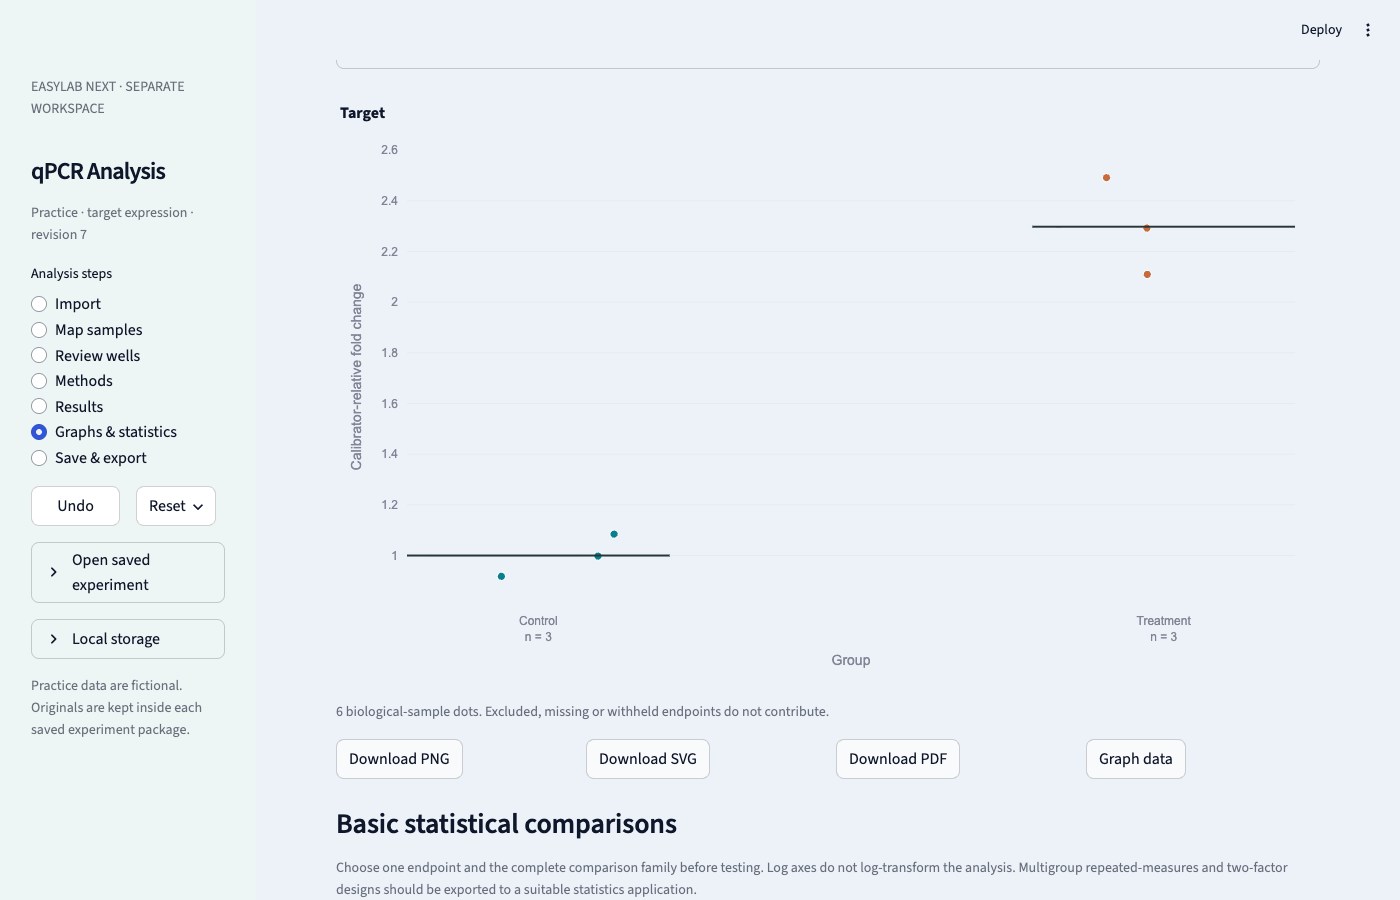 Deploy
EASYLAB NEXT · SEPARATE
WORKSPACE
qPCR Analysis
Practice · target expression ·
revision 7
Analysis steps
Import
Map samples
Review wells
Methods
Results
Graphs & statistics
Save & export
Undo
Reset
Open saved
experiment
Local storage
Practice data are fictional.
Originals are kept inside each
saved experiment package.
Target
Calibrator-relative fold change
2.6
2.4
2.2
2
1.8
1.6
1.4
1.2
1
Control
n = 3
Treatment
n = 3
Group
6 biological-sample dots. Excluded, missing or withheld endpoints do not contribute.
Download PNG
Download SVG
Download PDF
Graph data
Basic statistical comparisons
Choose one endpoint and the complete comparison family before testing. Log axes do not log-transform the analysis. Multigroup repeated-measures and two-factor
designs should be exported to a suitable statistics application.